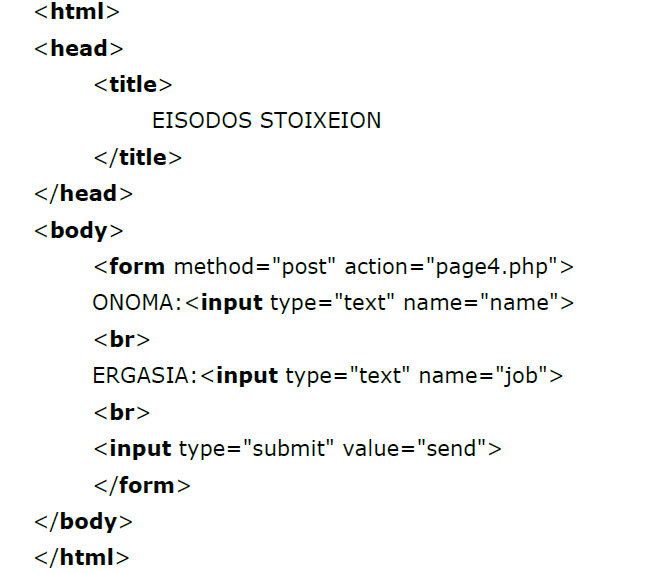 <html>
<head>
<title>
EISODOS STOIXEION
</title>
</head>
<body>
<form method="post" action="page4.php">
ONOMA:<input type="text" name="name">
<br>
ERGASIA:<input type="text" name="job">
<br>
<input type="submit" value="send">
</form>
</body>
</html>